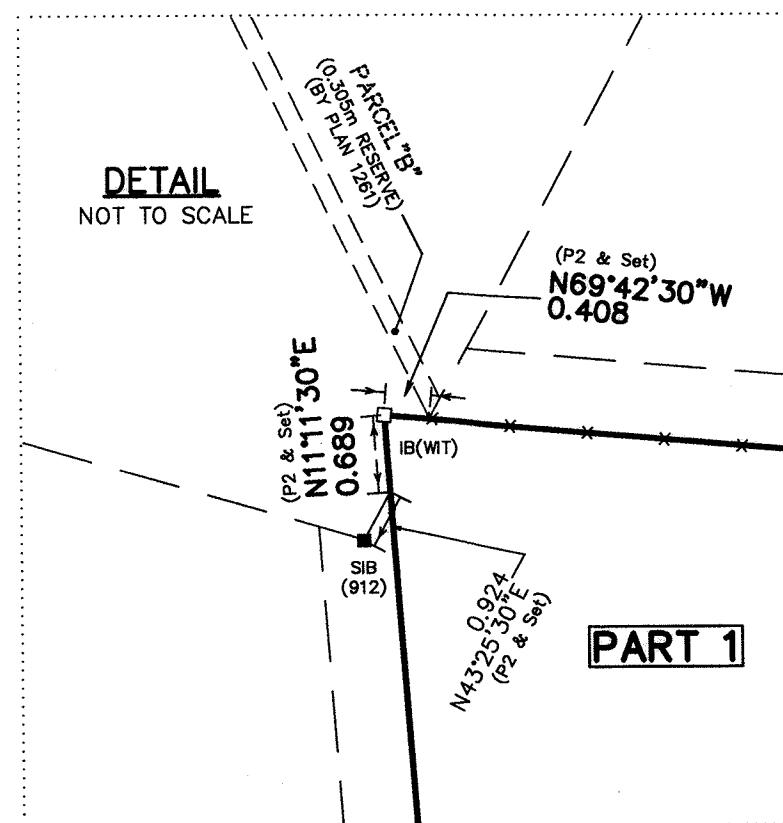 PARCEL "B"
(0.305m RESERVE)
(BY PLAN 1261)
DETAIL
NOT TO SCALE
(P2 & Set)
N69°42'30"W
0.408
(P2 & Set)
N11°11'30"E
0.689
IB(WIT)
SIB
(912)
0.924
N43°25'30"E
(P2 & Set)
PART 1